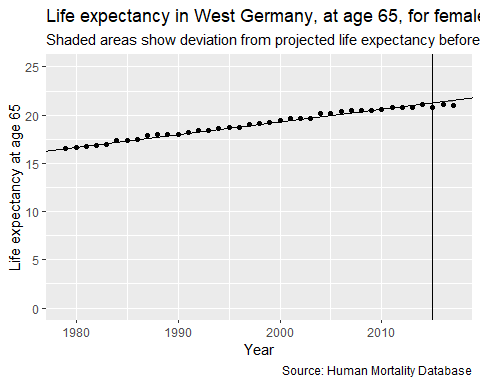 Life expectancy in West Germany, at age 65, for female
Shaded areas show deviation from projected life expectancy before
25
20
15
10
5
0
Life expectancy at age 65
1980 1990 2000 2010
Year
Source: Human Mortality Database